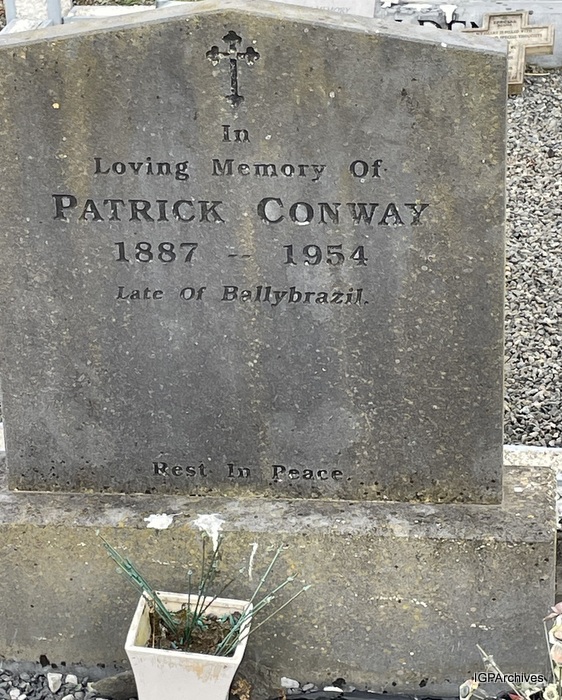 In
Loving Memory Of
PATRICK CONWAY
1887 -- 1954
Late Of Ballybrazil.
Rest In Peace.
IGPArchives